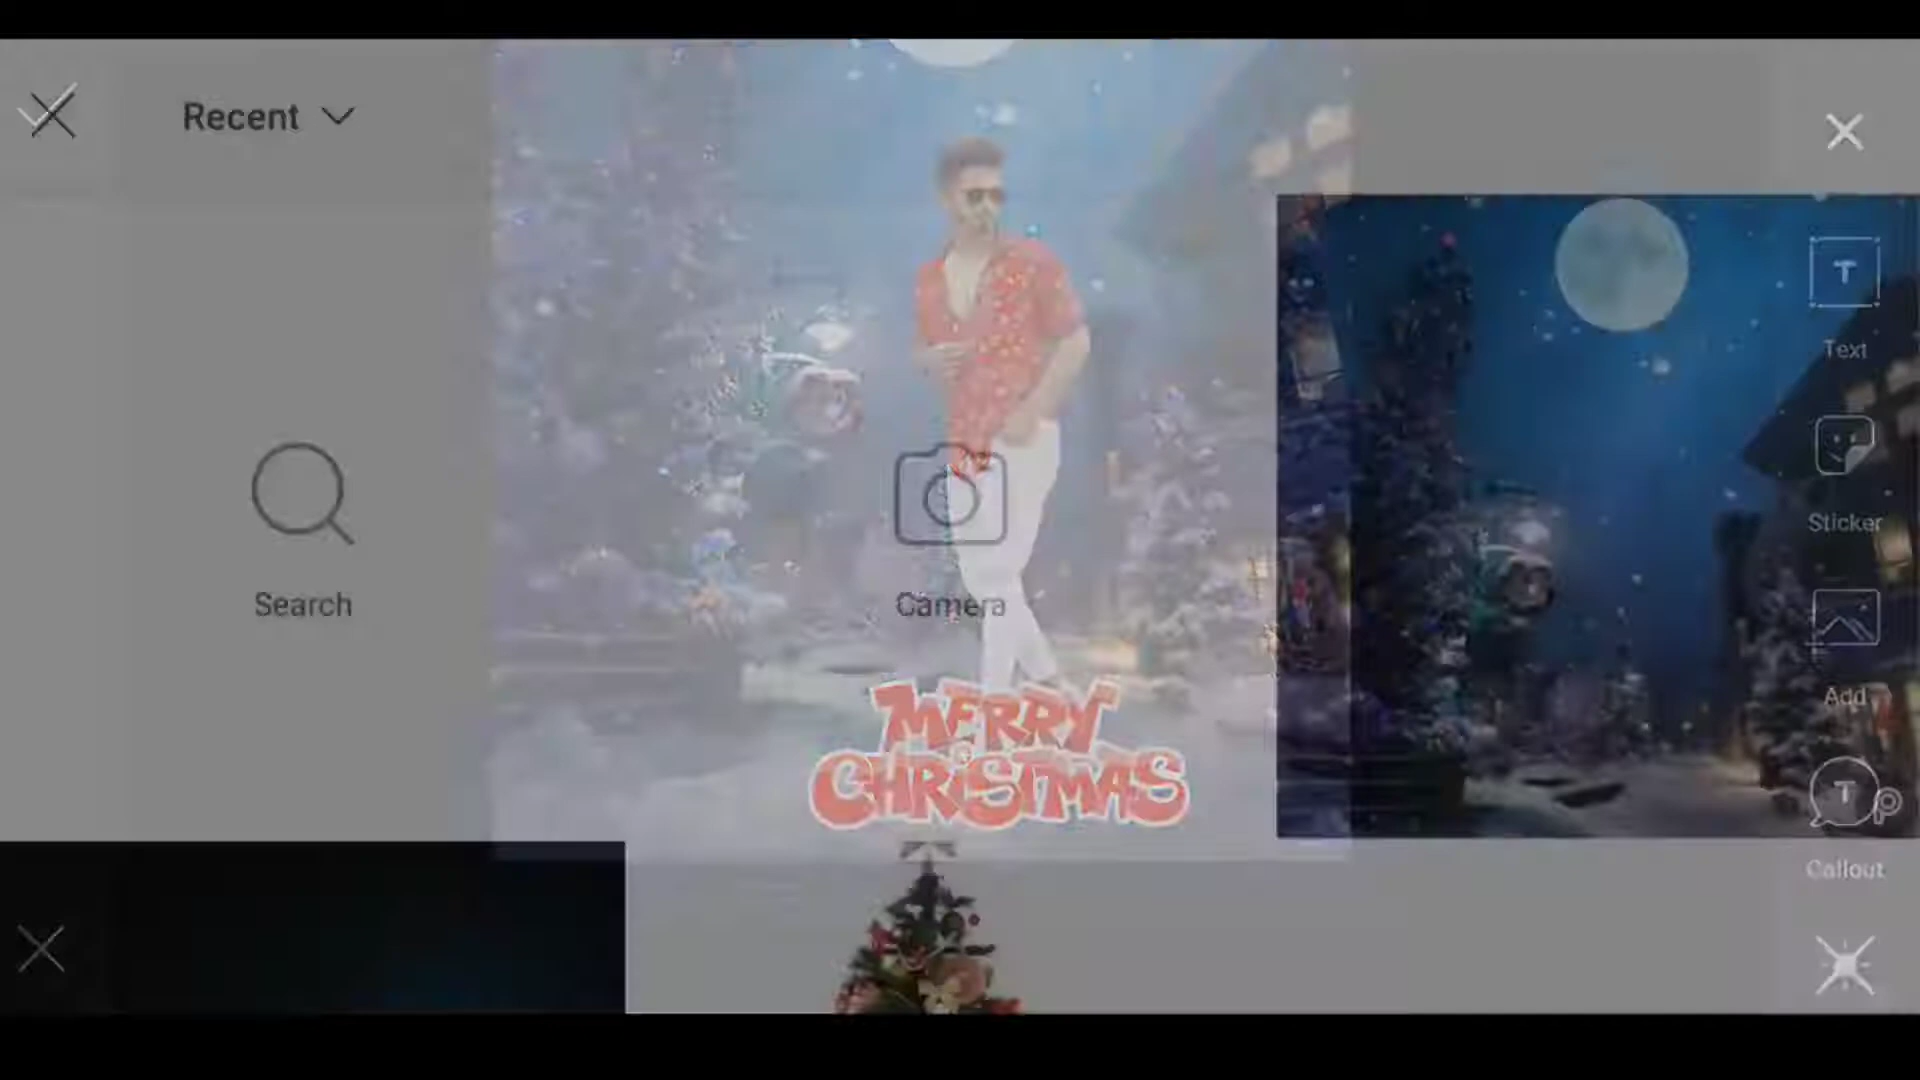 Recent
Text
Sticker
Search
Camera
Add
MERRY
CHRISTMAS
Callout